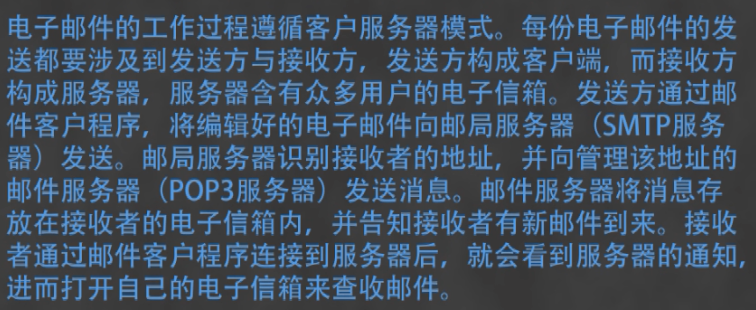 电子邮件的工作过程遵循客户服务器模式。每份电子邮件的发
送都要涉及到发送方与接收方，发送方构成客户端，而接收方
构成服务器，服务器含有众多用户的电子信箱。发送方通过邮
件客户程序，将编辑好的电子邮件向邮局服务器（SMTP服务
器）发送。邮局服务器识别接收者的地址，并向管理该地址的
邮件服务器（POP3服务器）发送消息。邮件服务器将消息存
放在接收者的电子信箱内，并告知接收者有新邮件到来。接收
者通过邮件客户程序连接到服务器后，就会看到服务器的通知，
进而打开自己的电子信箱来查收邮件。